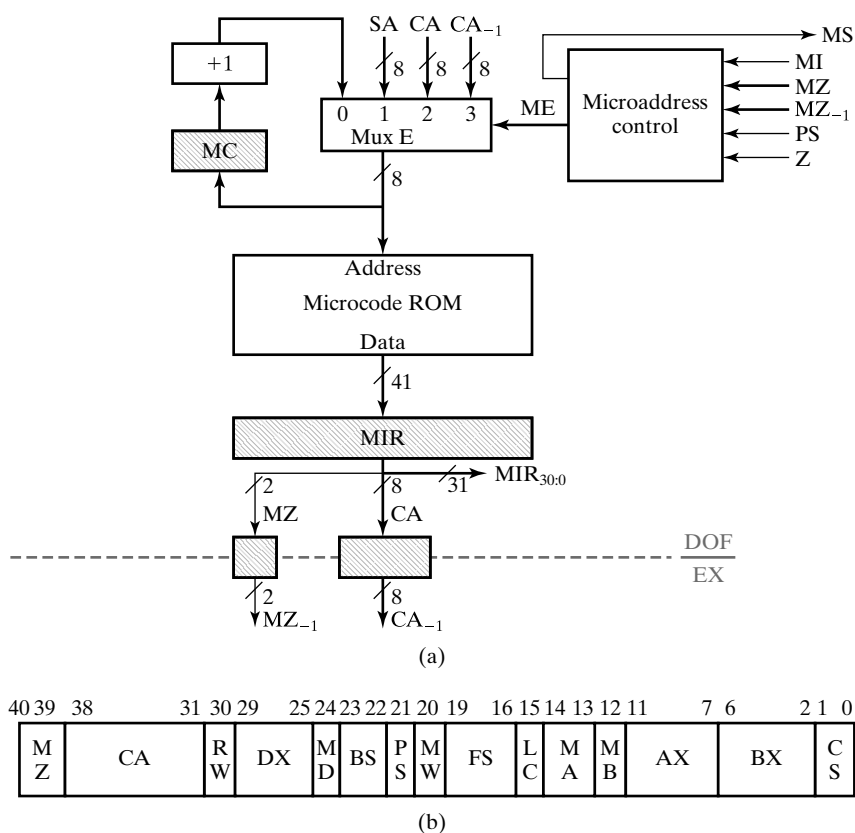 SA CA CA₋₁
MS
+1
8 8 8
MI
MZ
Microaddress
control
ME
MZ₋₁
0 1 2 3
PS
MC
Mux E
Z
8
Address
Microcode ROM
Data
41
MIR
2 8 31 MIR₃₀:₀
MZ CA
DOF
EX
2 8
MZ₋₁ CA₋₁
(a)
40 39 38 31 30 29 25 24 23 22 21 20 19 16 15 14 13 12 11 7 6 2 1 0
MZ CA RW DX MD BS PS MW FS LC MA MB AX BX CS
(b)